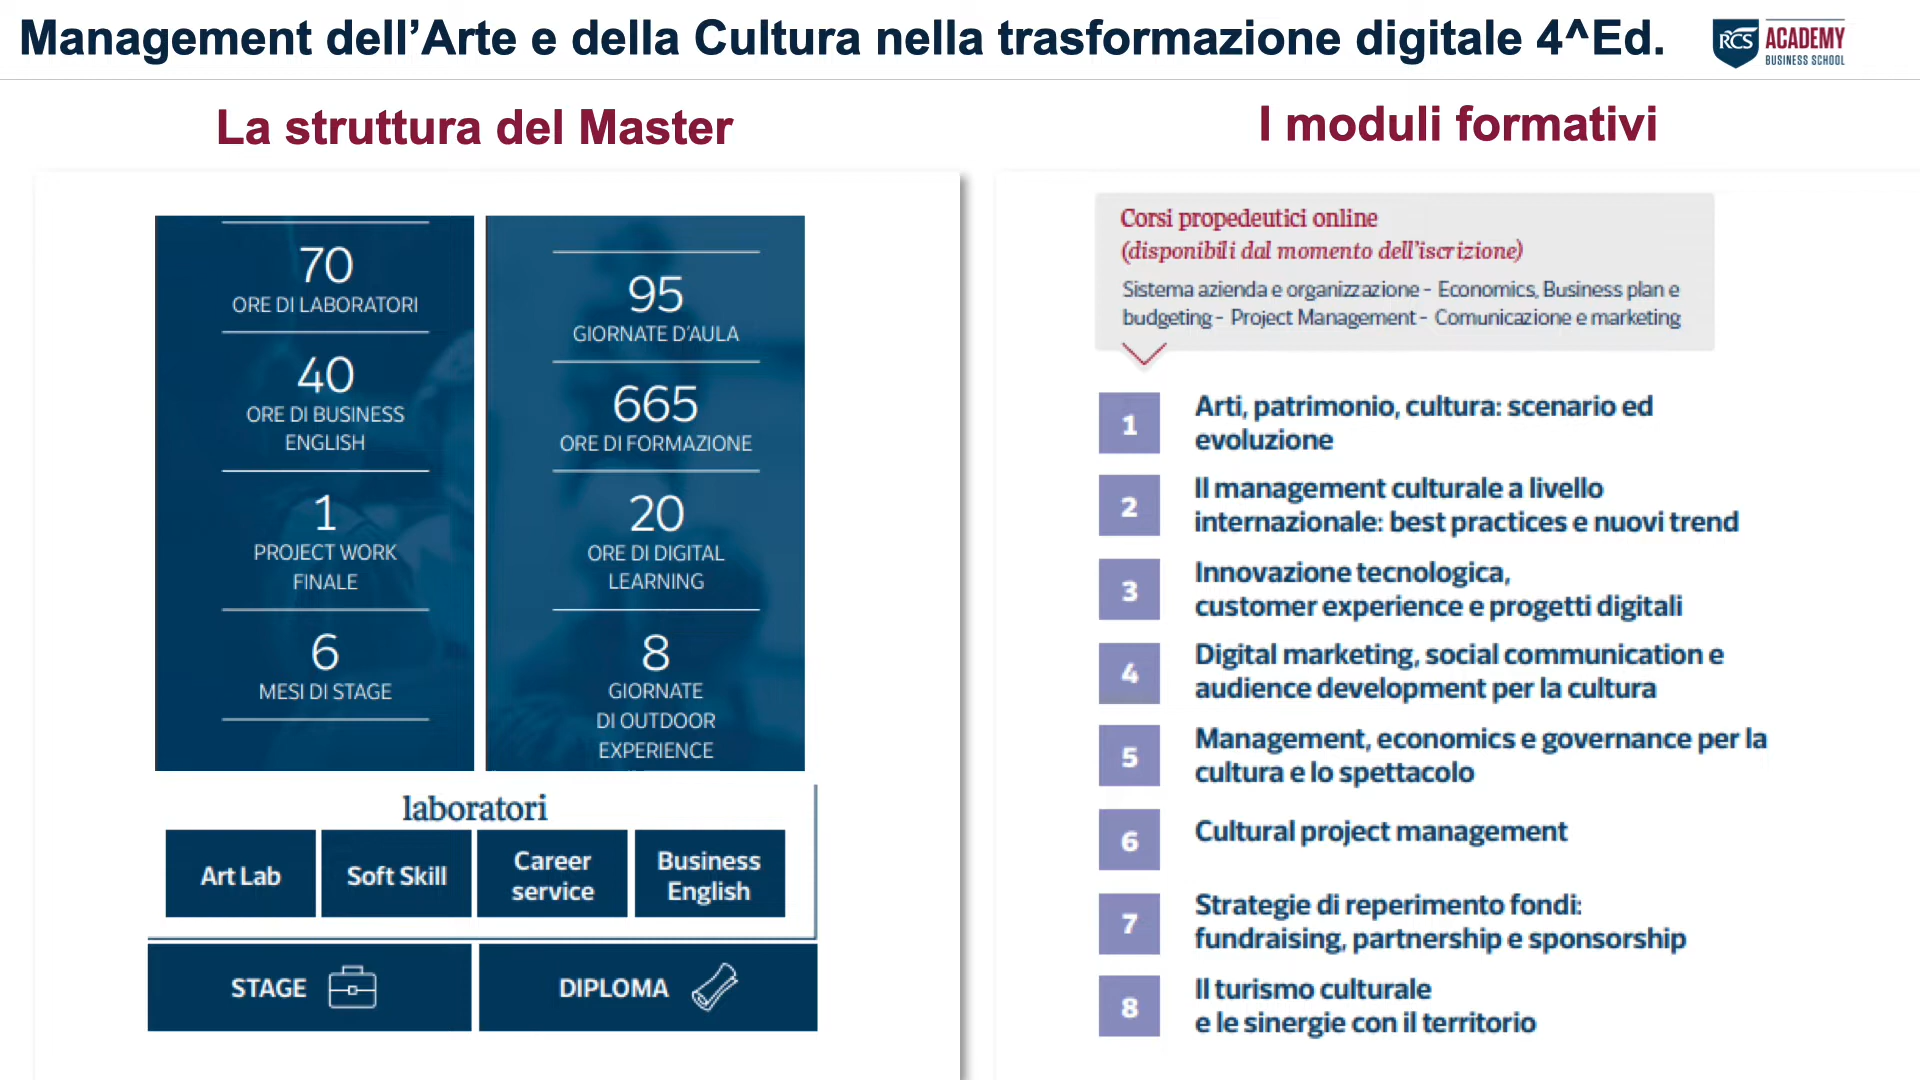 Management dell’Arte e della Cultura nella trasformazione digitale 4^Ed.
RCS ACADEMY
BUSINESS SCHOOL
La struttura del Master
70
ORE DI LABORATORI
40
ORE DI BUSINESS
ENGLISH
1
PROJECT WORK
FINALE
6
MESI DI STAGE
95
GIORNATE D’AULA
665
ORE DI FORMAZIONE
20
ORE DI DIGITAL
LEARNING
8
GIORNATE
DI OUTDOOR
EXPERIENCE
laboratori
Art Lab
Soft Skill
Career
service
Business
English
STAGE
DIPLOMA
I moduli formativi
Corsi propedeutici online
(disponibili dal momento dell’iscrizione)
Sistema azienda e organizzazione - Economics, Business plan e
budgeting - Project Management - Comunicazione e marketing
1 Arti, patrimonio, cultura: scenario ed
evoluzione
2 Il management culturale a livello
internazionale: best practices e nuovi trend
3 Innovazione tecnologica,
customer experience e progetti digitali
4 Digital marketing, social communication e
audience development per la cultura
5 Management, economics e governance per la
cultura e lo spettacolo
6 Cultural project management
7 Strategie di reperimento fondi:
fundraising, partnership e sponsorship
8 Il turismo culturale
e le sinergie con il territorio